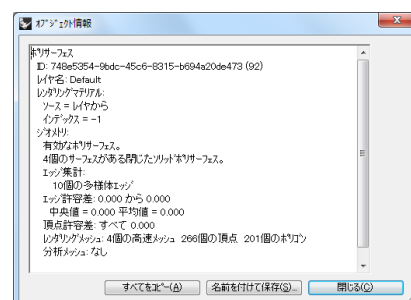 ｵﾌﾞｼﾞｪｸﾄ情報
ﾎﾟﾘサーフェス
ID: 748e5354-9bdc-45c6-8315-b694a20de473 (92)
ﾚｲﾔ名: Default
ﾚﾝﾀﾞﾘﾝｸﾞﾏﾃﾘｱﾙ:
ソース = ﾚｲﾔから
ｲﾝﾃﾞｯｸｽ = -1
ｼﾞｵﾒﾄﾘ:
有効なﾎﾟﾘサーフェス。
4個のサーフェスがある閉じたｿﾘｯﾄﾞﾎﾟﾘサーフェス。
ｴｯｼﾞ集計:
10個の多様体ｴｯｼﾞ
ｴｯｼﾞ許容差: 0.000 から 0.000
中央値 = 0.000 平均値 = 0.000
頂点許容差: すべて 0.000
ﾚﾝﾀﾞﾘﾝｸﾞﾒｯｼｭ: 4個の高速ﾒｯｼｭ 266個の頂点 201個のﾎﾟﾘｺﾞﾝ
分析ﾒｯｼｭ: なし
すべてをｺﾋﾟｰ(A) 名前を付けて保存(S)... 閉じる(C)